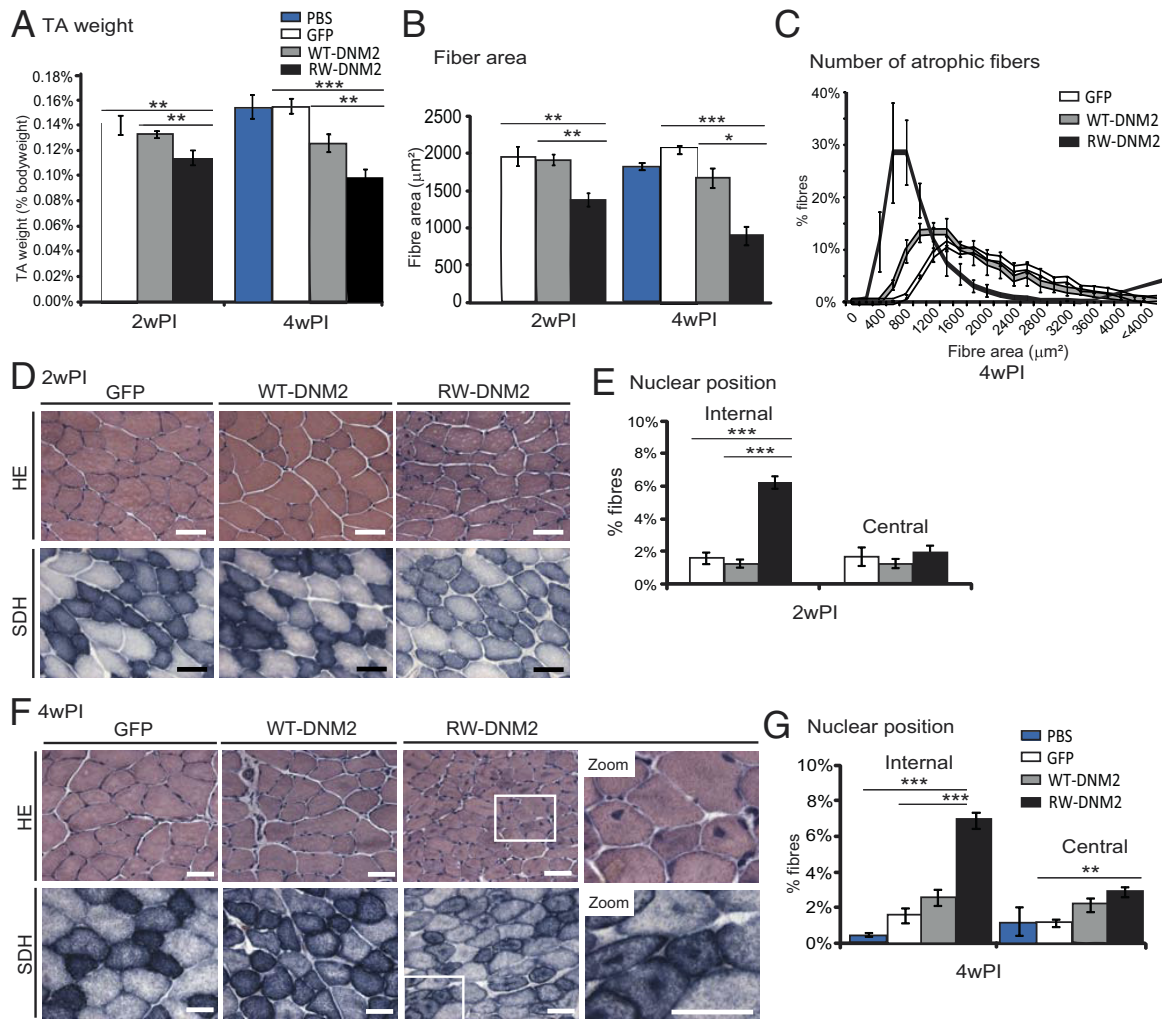 A TA weight
PBS
GFP
WT-DNM2
RW-DNM2
TA weight (% bodyweight)
0.18%
0.16%
0.14%
0.12%
0.10%
0.08%
0.06%
0.04%
0.02%
0.00%
**
**
***
**
2wPI
4wPI
B
Fiber area
Fibre area (µm²)
2500
2000
1500
1000
500
0
**
**
***
*
2wPI
4wPI
C
Number of atrophic fibers
GFP
WT-DNM2
RW-DNM2
% fibres
40%
30%
20%
10%
0%
0 400 800 1200 1600 2000 2400 2800 3200 3600 4000 <4000
Fibre area (µm²)
4wPI
D 2wPI
GFP WT-DNM2 RW-DNM2
HE
SDH
E Nuclear position
Internal
% fibres
10%
8%
6%
4%
2%
0%
***
***
Central
2wPI
F 4wPI
GFP WT-DNM2 RW-DNM2
HE
Zoom
SDH
Zoom
G Nuclear position
PBS
GFP
WT-DNM2
RW-DNM2
Internal
% fibres
10%
8%
6%
4%
2%
0%
***
***
Central
**
4wPI